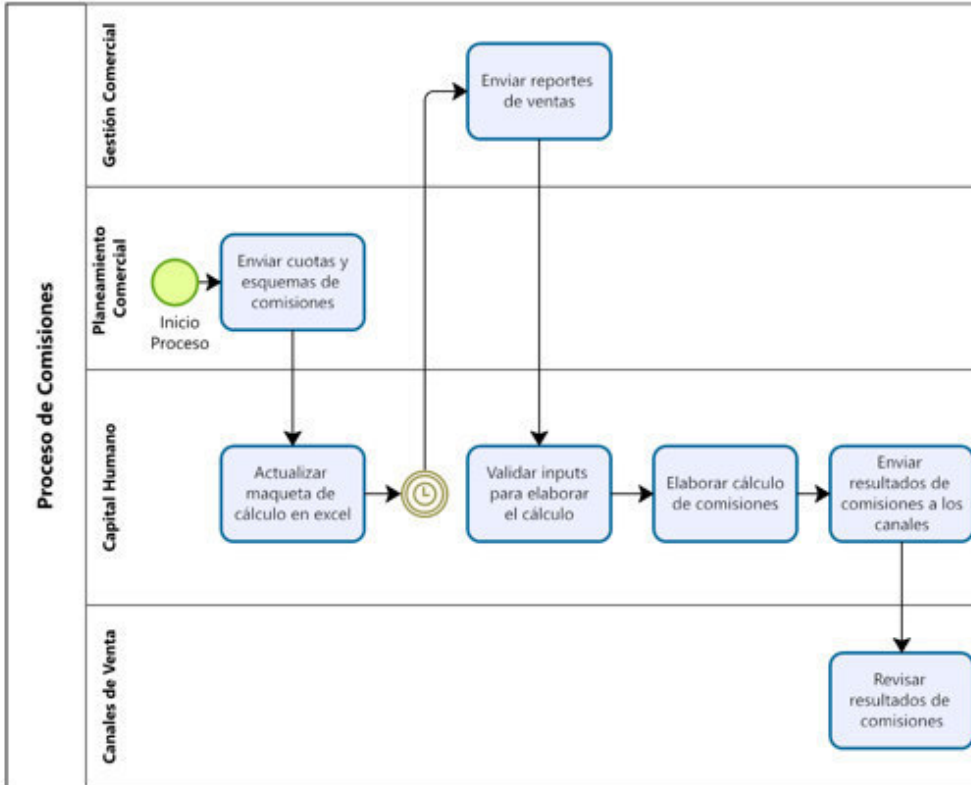 Proceso de Comisiones
Gestión Comercial
Enviar reportes
de ventas
Planeamiento
Comercial
Inicio
Proceso
Enviar cuotas y
esquemas de
comisiones
Capital Humano
Actualizar
maqueta de
cálculo en excel
Validar inputs
para elaborar
el cálculo
Elaborar cálculo
de comisiones
Enviar
resultados de
comisiones a los
canales
Canales de Venta
Revisar
resultados de
comisiones